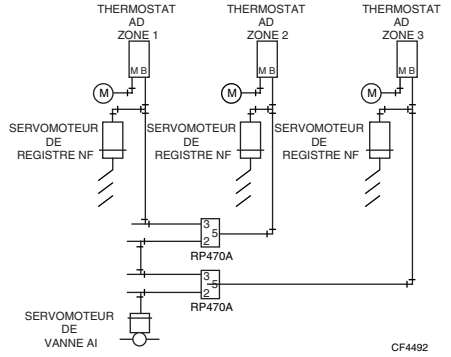 THERMOSTAT
AD
ZONE 1
THERMOSTAT
AD
ZONE 2
THERMOSTAT
AD
ZONE 3
M B
M B
M B
M
M
M
SERVOMOTEUR
DE
REGISTRE NF
SERVOMOTEUR
DE
REGISTRE NF
SERVOMOTEUR
DE
REGISTRE NF
3
5
2
RP470A
3
5
2
RP470A
SERVOMOTEUR
DE
VANNE AI
CF4492